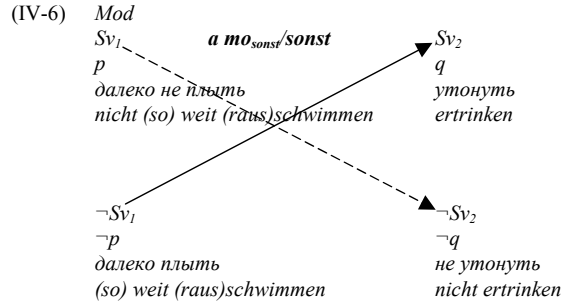 (IV-6) Mod
Sv₁ a mo_sonst/sonst Sv₂
p q
далеко не плыть утонуть
nicht (so) weit (raus)schwimmen ertrinken
¬Sv₁ ¬Sv₂
¬p ¬q
далеко плыть не утонуть
(so) weit (raus)schwimmen nicht ertrinken